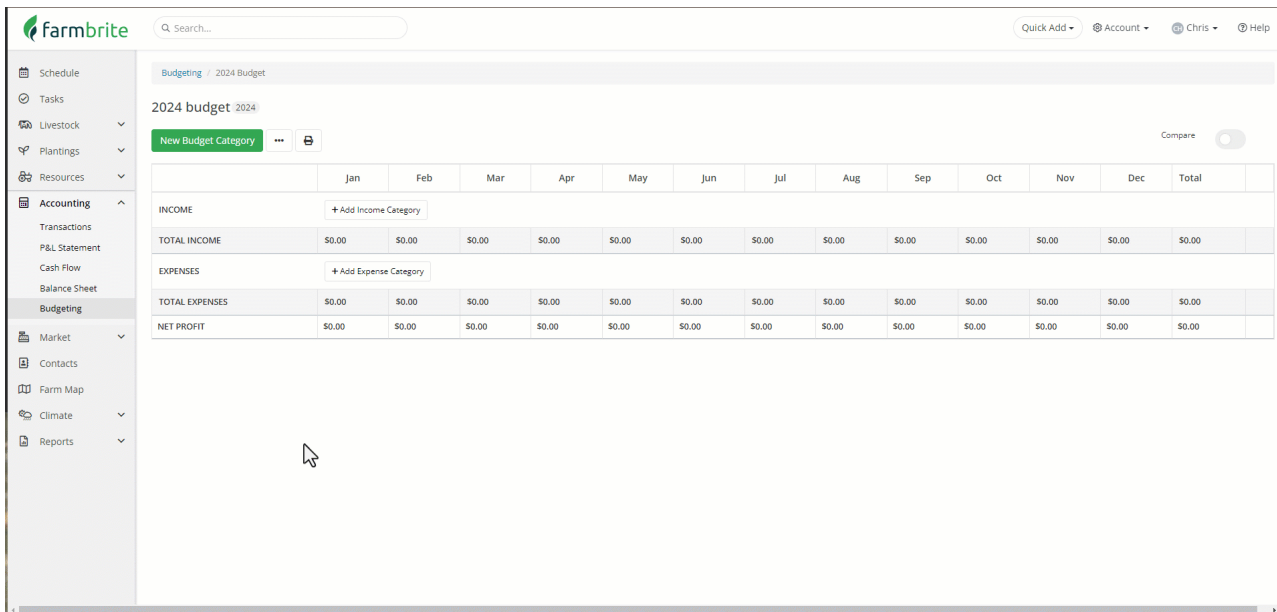 farmbrite
Search...
Quick Add
Account
Chris
Help
Schedule
Tasks
Livestock
Plantings
Resources
Accounting
Transactions
P&L Statement
Cash Flow
Balance Sheet
Budgeting
Market
Contacts
Farm Map
Climate
Reports
Budgeting / 2024 Budget
2024 budget 2024
New Budget Category
Compare
Jan Feb Mar Apr May Jun Jul Aug Sep Oct Nov Dec Total
INCOME + Add Income Category
TOTAL INCOME $0.00 $0.00 $0.00 $0.00 $0.00 $0.00 $0.00 $0.00 $0.00 $0.00 $0.00 $0.00 $0.00
EXPENSES + Add Expense Category
TOTAL EXPENSES $0.00 $0.00 $0.00 $0.00 $0.00 $0.00 $0.00 $0.00 $0.00 $0.00 $0.00 $0.00 $0.00
NET PROFIT $0.00 $0.00 $0.00 $0.00 $0.00 $0.00 $0.00 $0.00 $0.00 $0.00 $0.00 $0.00 $0.00